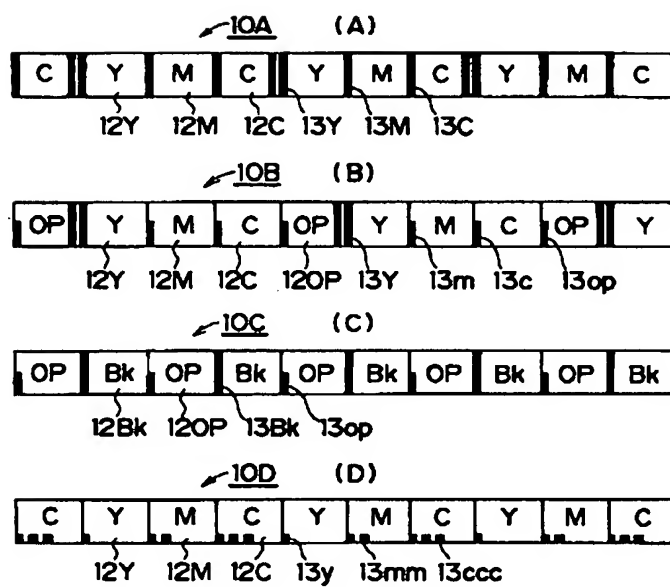 10A (A)
C Y M C Y M C Y M C
12Y 12M 12C 13Y 13M 13C
10B (B)
OP Y M C OP Y M C OP Y
12Y 12M 12C 12OP 13Y 13m 13c 13op
10C (C)
OP Bk OP Bk OP Bk OP Bk OP Bk
12Bk 12OP 13Bk 13op
10D (D)
C Y M C Y M C Y M C
12Y 12M 12C 13y 13mm 13ccc